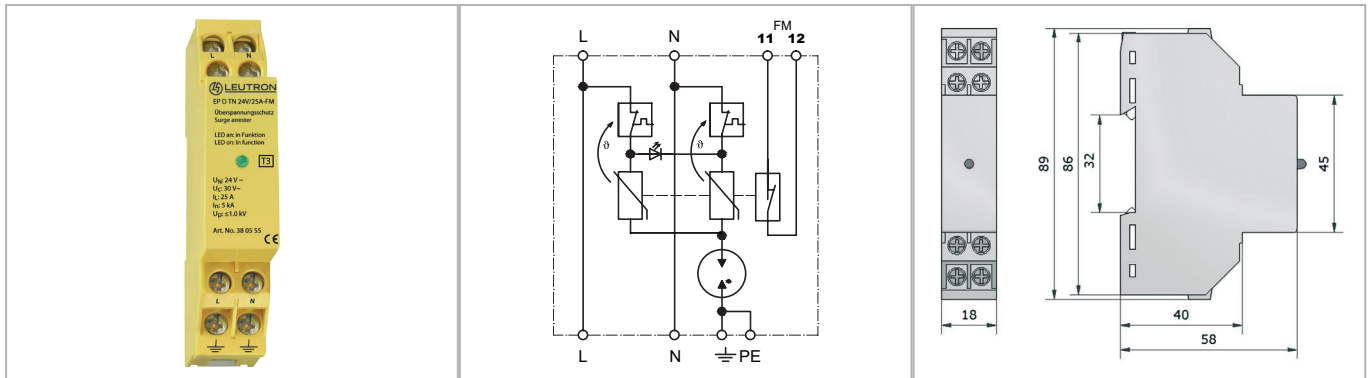 L N
LEUTRON
EP D TN 24V/25A-FM
Überspannungsschutz
Surge arrester
LED an: in Funktion
LED on: in function
T3
UN: 24 V ~
UC: 30 V~
IL: 25 A
In: 5 kA
UP: ≤1.0 kV
Art. No. 38 05 55
CE
L N
L N FM
11 12
ϑ ϑ
L N PE
89
86
32
45
18
40
58